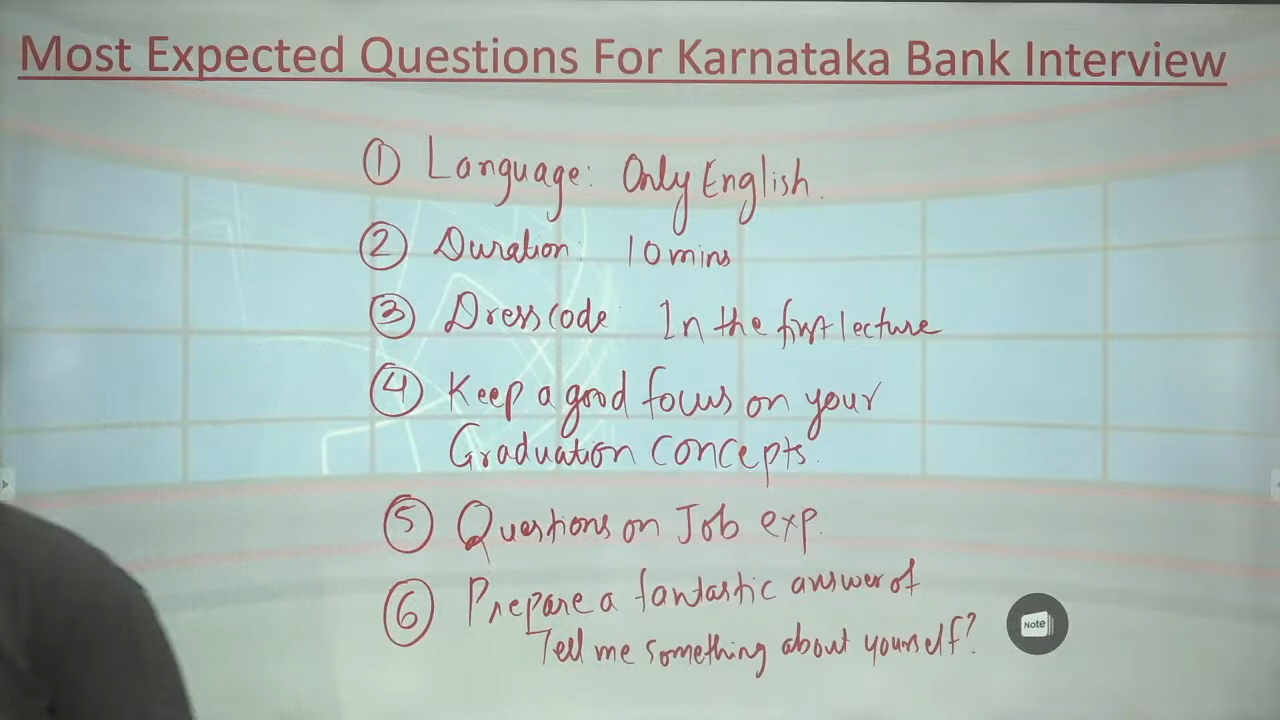 Most Expected Questions For Karnataka Bank Interview
① Language: Only English.
② Duration: 10 mins
③ Dress code: In the first lecture
④ Keep a good focus on your
Graduation concepts.
⑤ Questions on Job exp.
⑥ Prepare a fantastic answer of
Tell me something about yourself?
Note